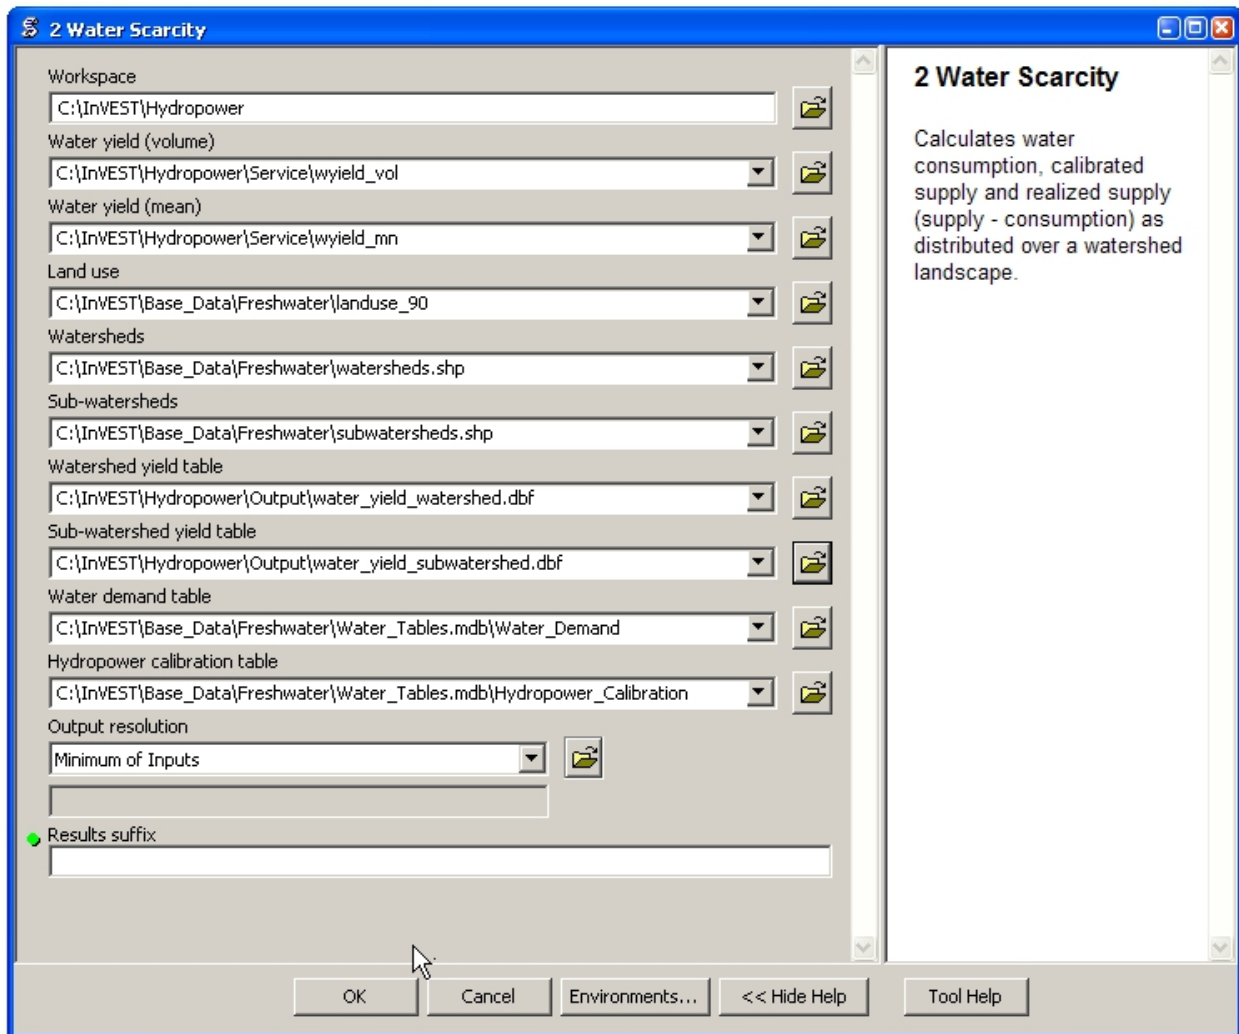 2 Water Scarcity
Workspace
C:\InVEST\Hydropower
Water yield (volume)
C:\InVEST\Hydropower\Service\wyield_vol
Water yield (mean)
C:\InVEST\Hydropower\Service\wyield_mn
Land use
C:\InVEST\Base_Data\Freshwater\landuse_90
Watersheds
C:\InVEST\Base_Data\Freshwater\watersheds.shp
Sub-watersheds
C:\InVEST\Base_Data\Freshwater\subwatersheds.shp
Watershed yield table
C:\InVEST\Hydropower\Output\water_yield_watershed.dbf
Sub-watershed yield table
C:\InVEST\Hydropower\Output\water_yield_subwatershed.dbf
Water demand table
C:\InVEST\Base_Data\Freshwater\Water_Tables.mdb\Water_Demand
Hydropower calibration table
C:\InVEST\Base_Data\Freshwater\Water_Tables.mdb\Hydropower_Calibration
Output resolution
Minimum of Inputs
Results suffix
2 Water Scarcity
Calculates water
consumption, calibrated
supply and realized supply
(supply - consumption) as
distributed over a watershed
landscape.
OK
Cancel
Environments...
<< Hide Help
Tool Help